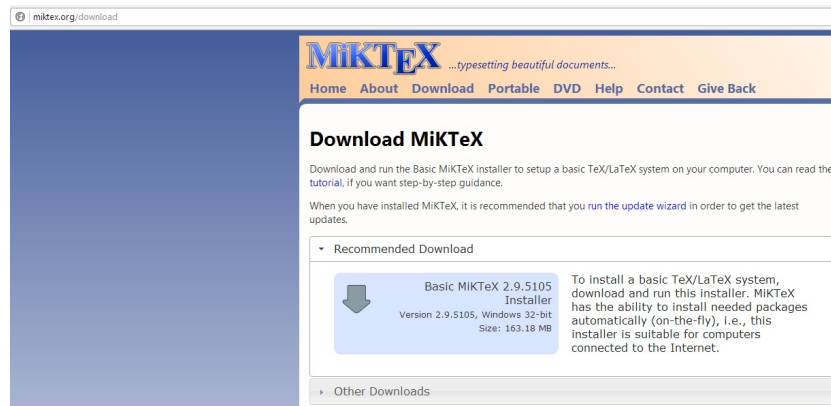 miktex.org/download
MiKTEX ...typesetting beautiful documents...
Home About Download Portable DVD Help Contact Give Back
Download MiKTeX
Download and run the Basic MiKTeX installer to setup a basic TeX/LaTeX system on your computer. You can read the
tutorial, if you want step-by-step guidance.
When you have installed MiKTeX, it is recommended that you run the update wizard in order to get the latest
updates.
Recommended Download
Basic MiKTeX 2.9.5105
Installer
Version 2.9.5105, Windows 32-bit
Size: 163.18 MB
To install a basic TeX/LaTeX system,
download and run this installer. MiKTeX
has the ability to install needed packages
automatically (on-the-fly), i.e., this
installer is suitable for computers
connected to the Internet.
Other Downloads